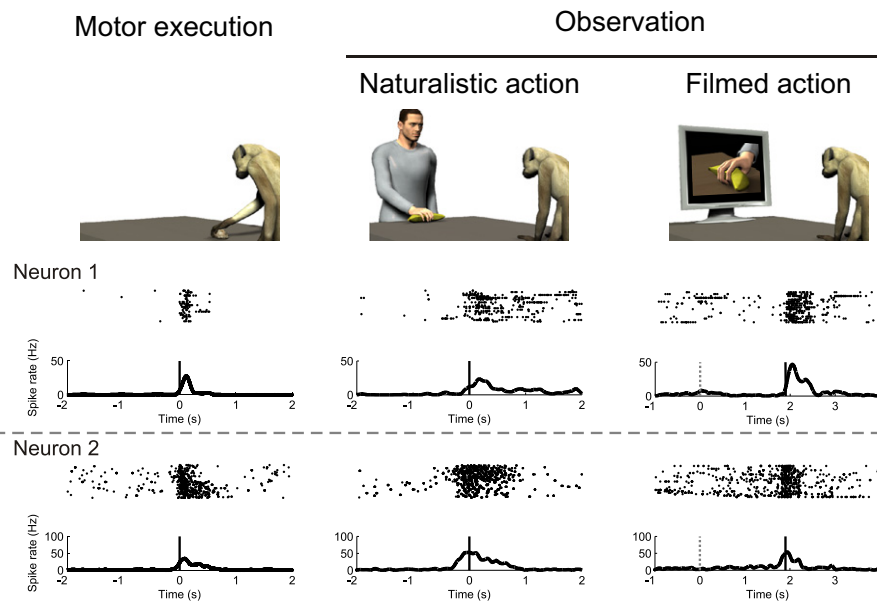 Motor execution
Observation
Naturalistic action
Filmed action
Neuron 1
Spike rate (Hz)
50
0
-2 -1 0 1 2
Time (s)
50
0
-2 -1 0 1 2
Time (s)
50
0
-1 0 1 2 3
Time (s)
Neuron 2
Spike rate (Hz)
100
50
0
-2 -1 0 1 2
Time (s)
100
50
0
-2 -1 0 1 2
Time (s)
100
50
0
-1 0 1 2 3
Time (s)